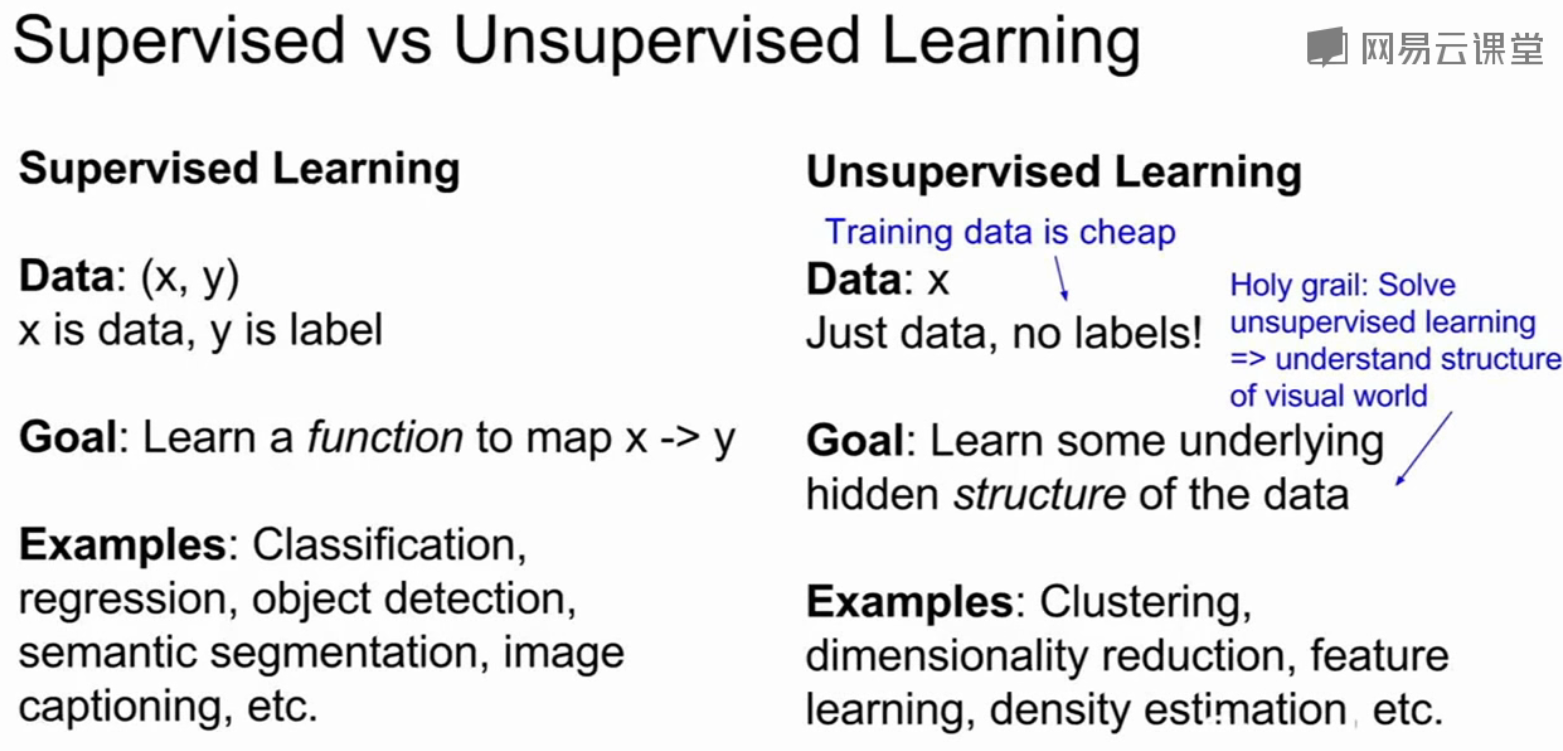 Supervised vs Unsupervised Learning
网易云课堂
Supervised Learning
Data: (x, y)
x is data, y is label
Goal: Learn a function to map x -> y
Examples: Classification,
regression, object detection,
semantic segmentation, image
captioning, etc.
Unsupervised Learning
Training data is cheap
Data: x
Just data, no labels!
Holy grail: Solve
unsupervised learning
=> understand structure
of visual world
Goal: Learn some underlying
hidden structure of the data
Examples: Clustering,
dimensionality reduction, feature
learning, density estimation, etc.